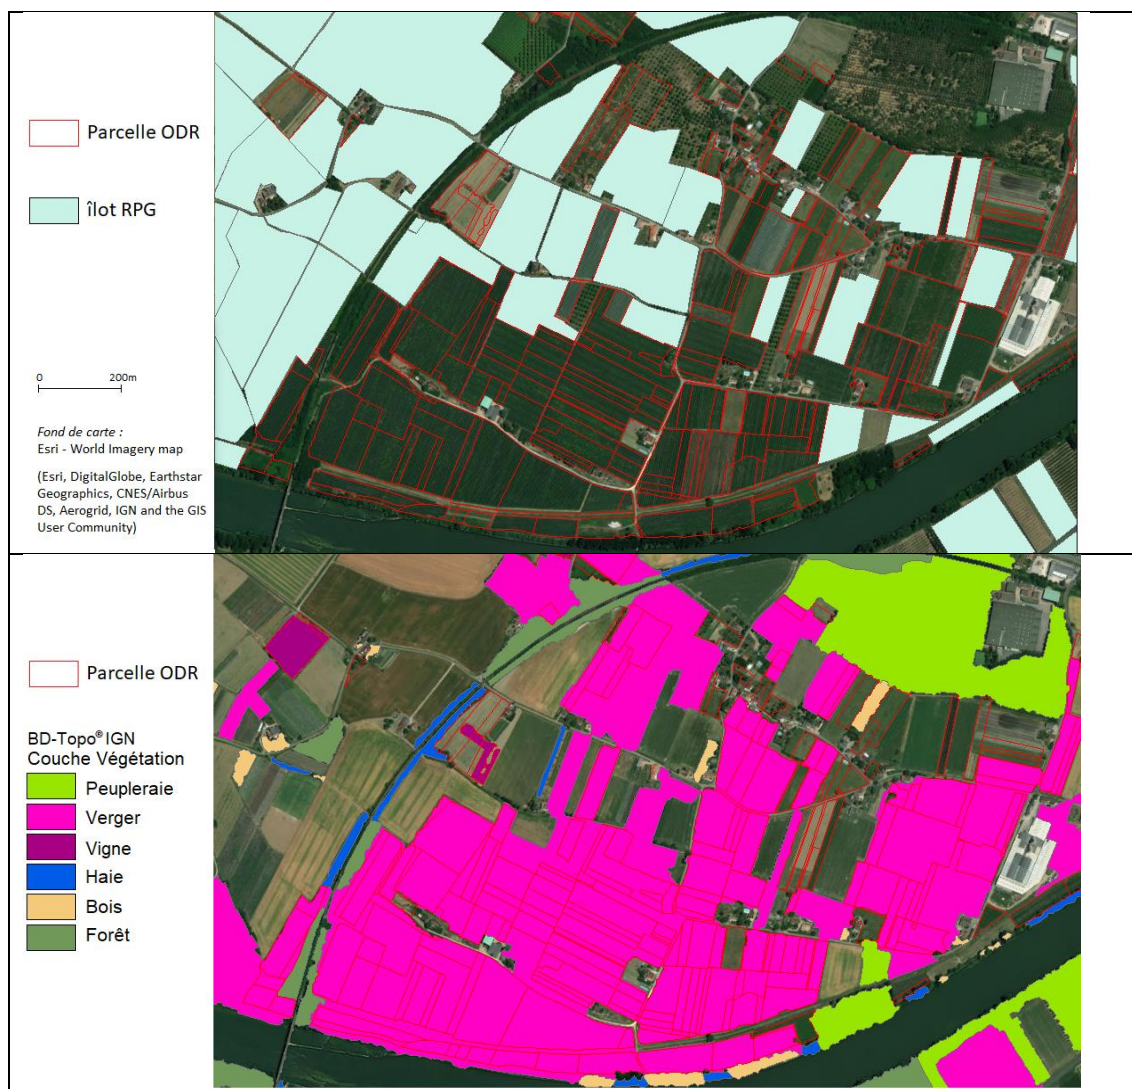 Parcelle ODR
îlot RPG
0 200m
Fond de carte :
Esri - World Imagery map
(Esri, DigitalGlobe, Earthstar
Geographics, CNES/Airbus
DS, Aerogrid, IGN and the GIS
User Community)
Parcelle ODR
BD-Topo® IGN
Couche Végétation
Peupleraie
Verger
Vigne
Haie
Bois
Forêt